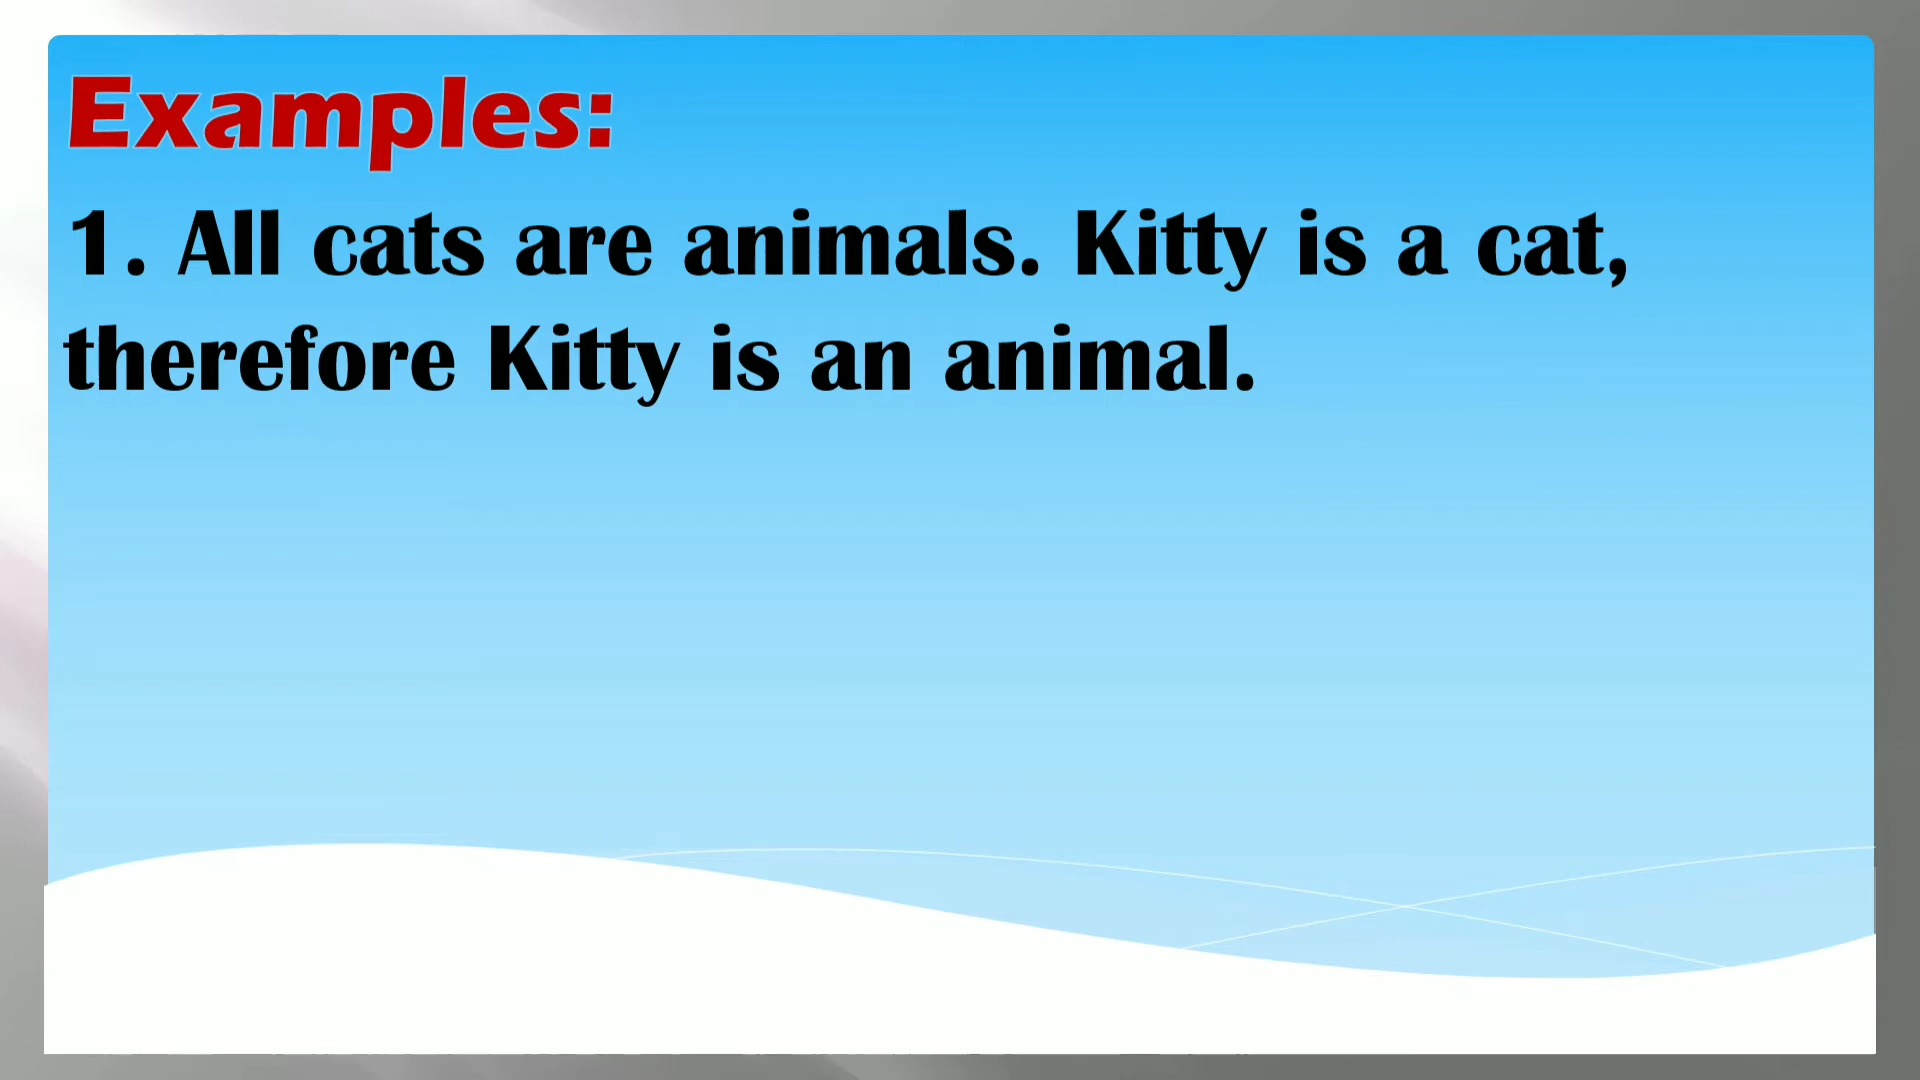 Examples:
1. All cats are animals. Kitty is a cat,
therefore Kitty is an animal.